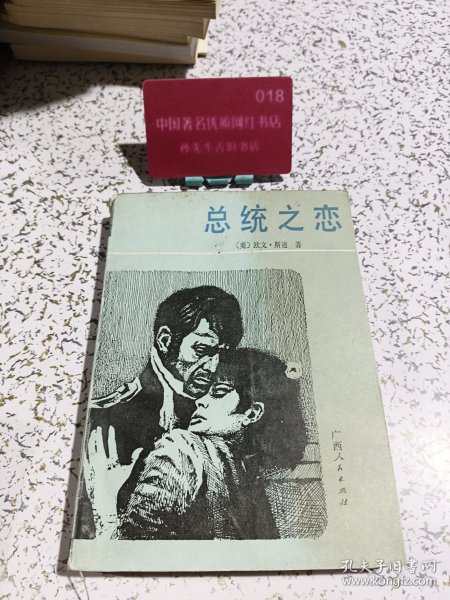 018
中国著名优质网红书店
孙先生古旧书店
总统之恋
〔美〕欧文·斯通 著
广西人民出版社
孔夫子旧书网
www.kongfz.com